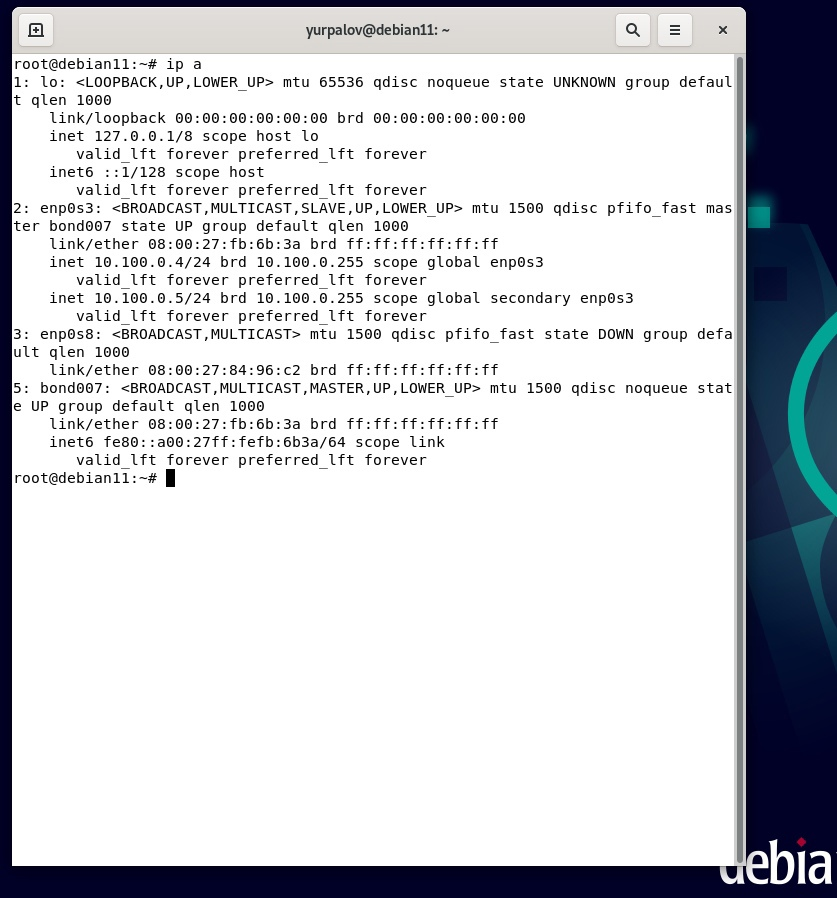 yurpalov@debian11: ~
root@debian11:~# ip a
1: lo: <LOOPBACK,UP,LOWER_UP> mtu 65536 qdisc noqueue state UNKNOWN group defaul
t qlen 1000
    link/loopback 00:00:00:00:00:00 brd 00:00:00:00:00:00
    inet 127.0.0.1/8 scope host lo
       valid_lft forever preferred_lft forever
    inet6 ::1/128 scope host
       valid_lft forever preferred_lft forever
2: enp0s3: <BROADCAST,MULTICAST,SLAVE,UP,LOWER_UP> mtu 1500 qdisc pfifo_fast mas
ter bond007 state UP group default qlen 1000
    link/ether 08:00:27:fb:6b:3a brd ff:ff:ff:ff:ff:ff
    inet 10.100.0.4/24 brd 10.100.0.255 scope global enp0s3
       valid_lft forever preferred_lft forever
    inet 10.100.0.5/24 brd 10.100.0.255 scope global secondary enp0s3
       valid_lft forever preferred_lft forever
3: enp0s8: <BROADCAST,MULTICAST> mtu 1500 qdisc pfifo_fast state DOWN group defa
ult qlen 1000
    link/ether 08:00:27:84:96:c2 brd ff:ff:ff:ff:ff:ff
5: bond007: <BROADCAST,MULTICAST,MASTER,UP,LOWER_UP> mtu 1500 qdisc noqueue stat
e UP group default qlen 1000
    link/ether 08:00:27:fb:6b:3a brd ff:ff:ff:ff:ff:ff
    inet6 fe80::a00:27ff:fefb:6b3a/64 scope link
       valid_lft forever preferred_lft forever
root@debian11:~#
debia